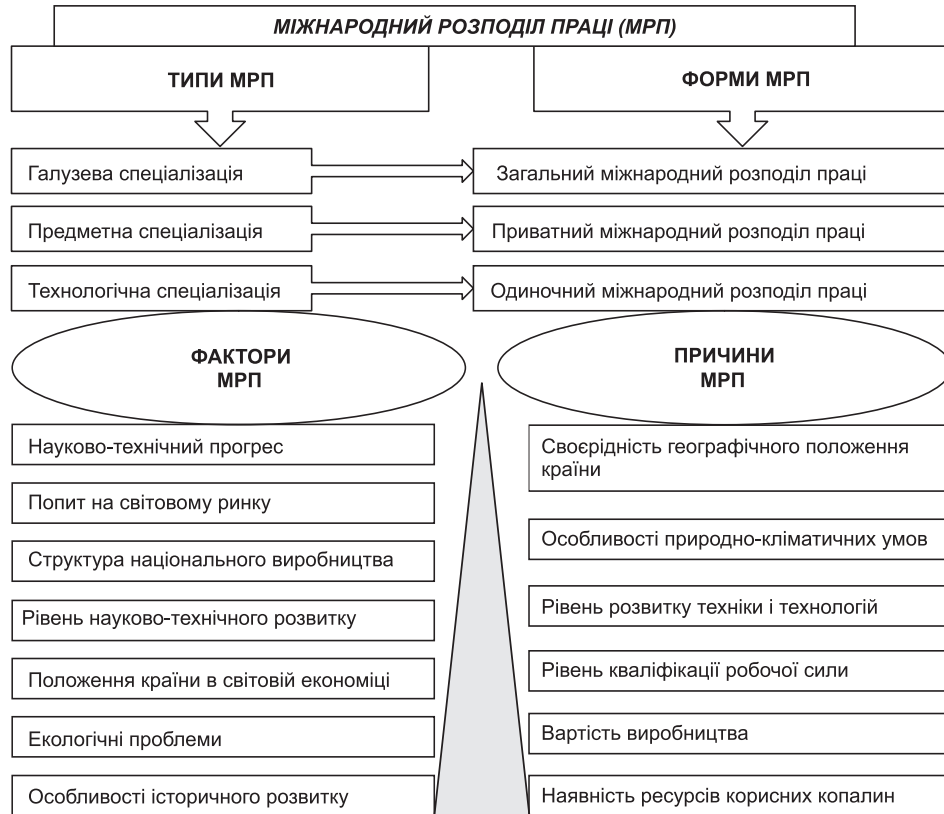 МІЖНАРОДНИЙ РОЗПОДІЛ ПРАЦІ (МРП)
ТИПИ МРП
ФОРМИ МРП
Галузева спеціалізація
Загальний міжнародний розподіл праці
Предметна спеціалізація
Приватний міжнародний розподіл праці
Технологічна спеціалізація
Одиночний міжнародний розподіл праці
ФАКТОРИ
МРП
Науково-технічний прогрес
Попит на світовому ринку
Структура національного виробництва
Рівень науково-технічного розвитку
Положення країни в світовій економіці
Екологічні проблеми
Особливості історичного розвитку
ПРИЧИНИ
МРП
Своєрідність географічного положення
країни
Особливості природно-кліматичних умов
Рівень розвитку техніки і технологій
Рівень кваліфікації робочої сили
Вартість виробництва
Наявність ресурсів корисних копалин